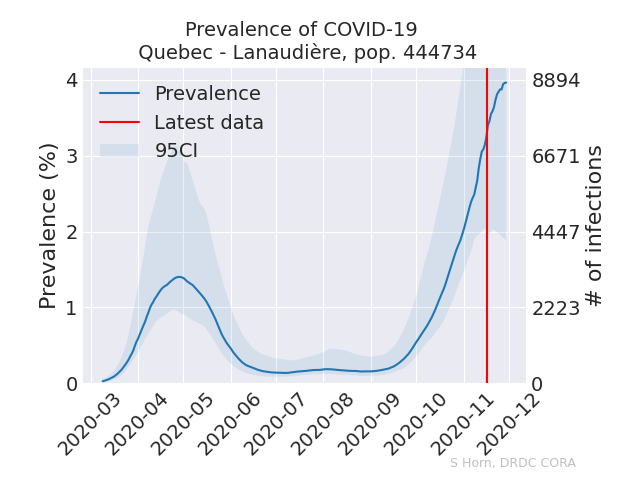 Prevalence of COVID-19
Quebec - Lanaudière, pop. 444734
Prevalence
Latest data
95CI
Prevalence (%)
4
3
2
1
0
8894
6671
4447
2223
0
# of infections
2020-03
2020-04
2020-05
2020-06
2020-07
2020-08
2020-09
2020-10
2020-11
2020-12
S Horn, DRDC CORA